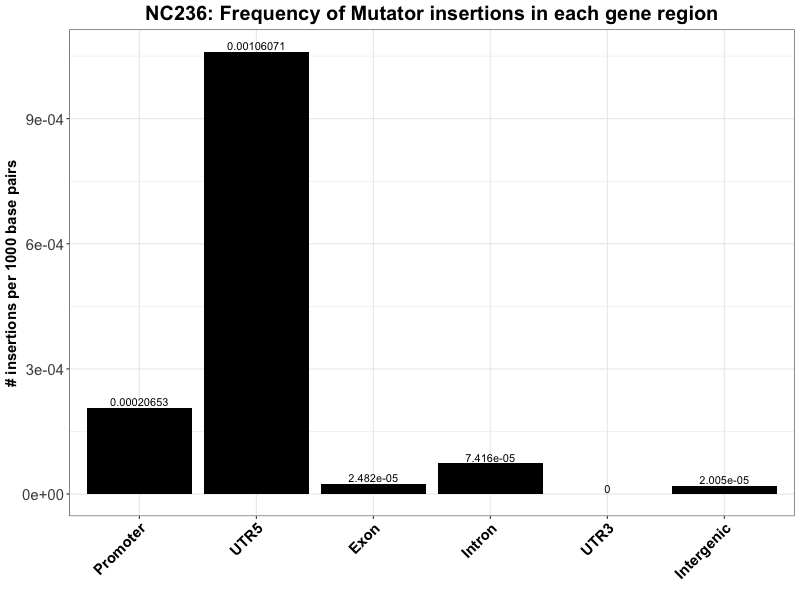 NC236: Frequency of Mutator insertions in each gene region
# insertions per 1000 base pairs
9e-04
6e-04
3e-04
0e+00
0.00020653
0.00106071
2.482e-05
7.416e-05
0
2.005e-05
Promoter
UTR5
Exon
Intron
UTR3
Intergenic